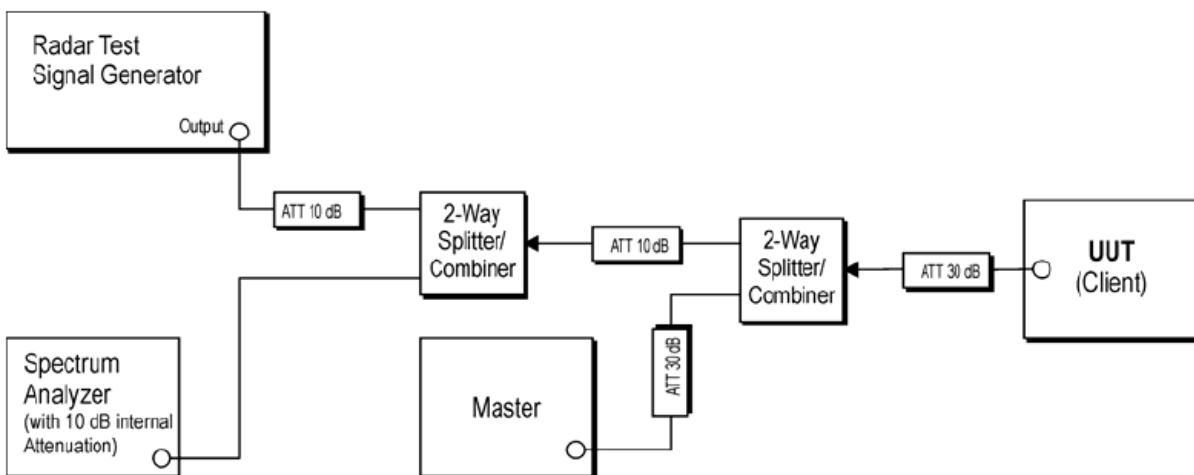 Radar Test
Signal Generator
Output
ATT 10 dB
2-Way
Splitter/
Combiner
ATT 10 dB
2-Way
Splitter/
Combiner
ATT 30 dB
UUT
(Client)
Spectrum
Analyzer
(with 10 dB internal
Attenuation)
Master
ATT 30 dB